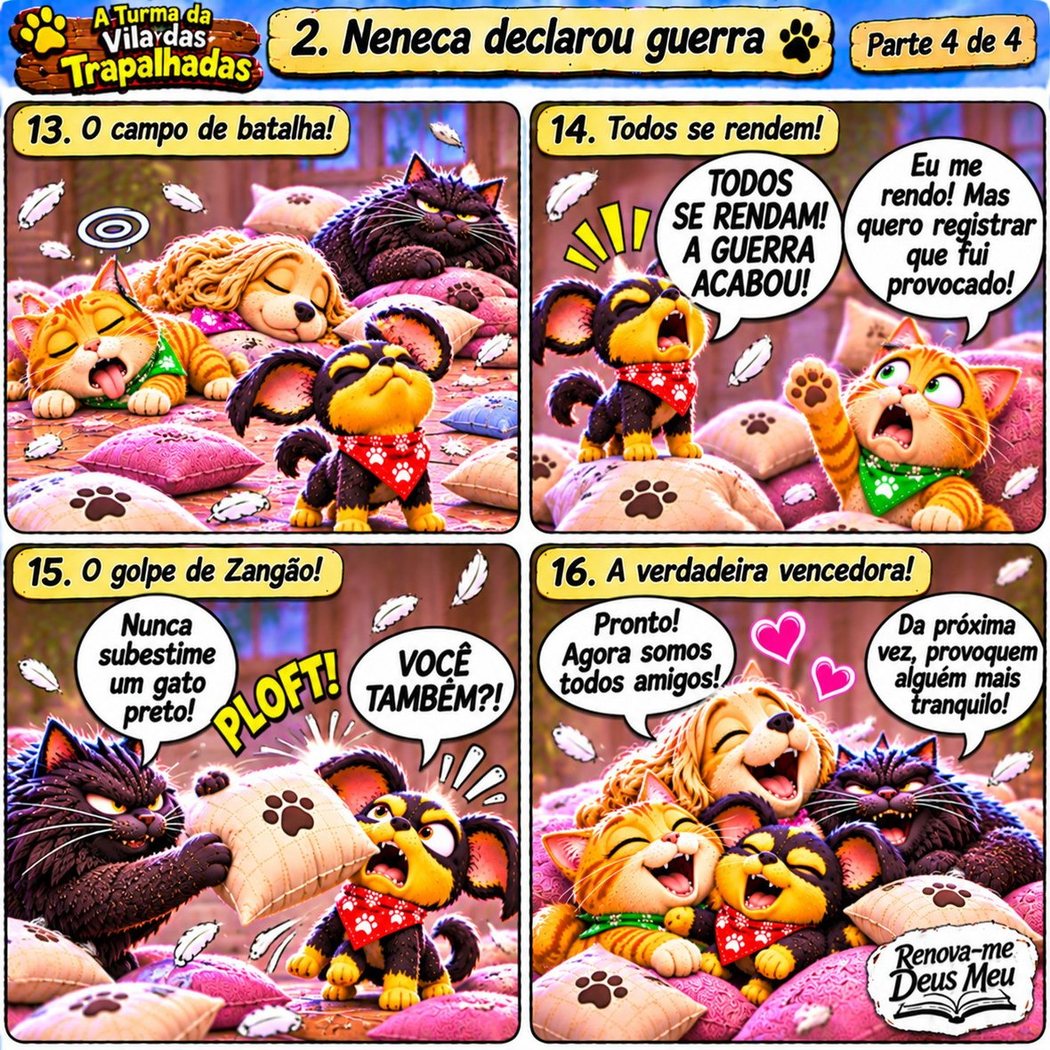 A Turma da
Vila das
Trapalhadas
2. Neneca declarou guerra
Parte 4 de 4
13. O campo de batalha!
14. Todos se rendem!
TODOS
SE RENDAM!
A GUERRA
ACABOU!
Eu me
rendo! Mas
quero registrar
que fui
provocado!
15. O golpe de Zangão!
Nunca
subestime
um gato
preto!
PLOFT!
VOCÊ
TAMBÉM?!
16. A verdadeira vencedora!
Pronto!
Agora somos
todos amigos!
Da próxima
vez, provoquem
alguém mais
tranquilo!
Renova-me
Deus Meu